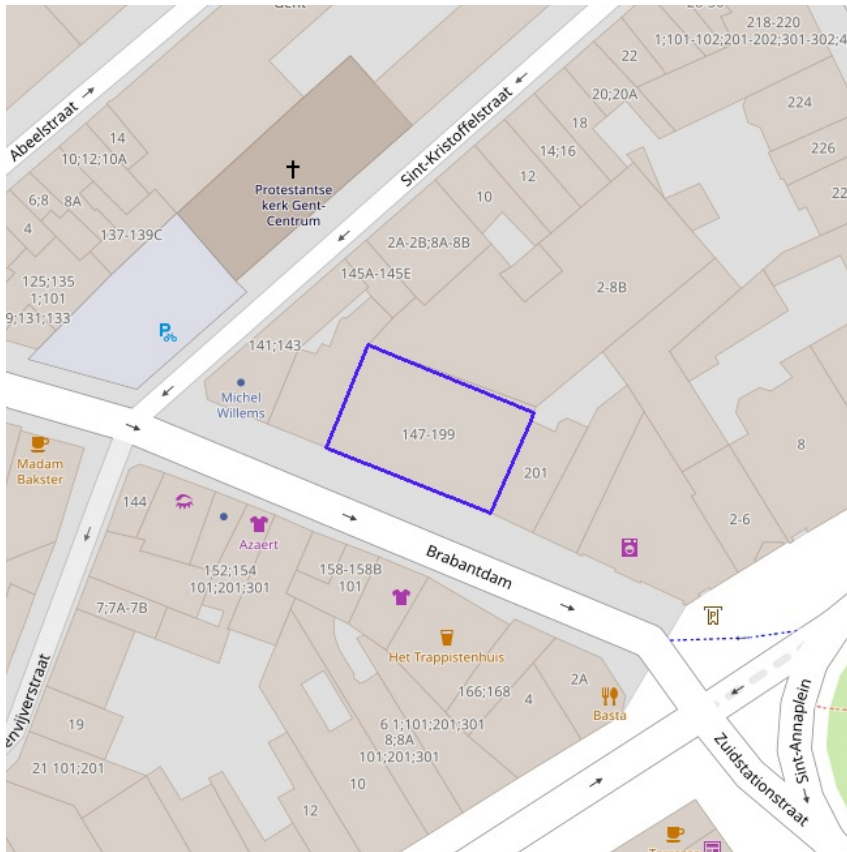 Gent
218-220
1;101-102;201-202;301-302;4
22
20;20A
224
18
226
14;16
12
10
22
Abeelstraat
14
10;12;10A
6;8
8A
4
137-139C
Protestantse
kerk Gent-
Centrum
Sint-Kristoffelstraat
2A-2B;8A-8B
145A-145E
2-8B
125;135
1;101
9;131;133
141;143
Michel
Willems
147-199
201
8
2-6
Madam
Bakster
144
Azaert
152;154
101;201;301
158-158B
101
Brabantdam
7;7A-7B
Het Trappistenhuis
166;168
4
2A
Basta
6 1;101;201;301
8;8A
101;201;301
10
12
19
21 101;201
envijverstraat
Zuidstationstraat
Sint-Annaplein
P
P